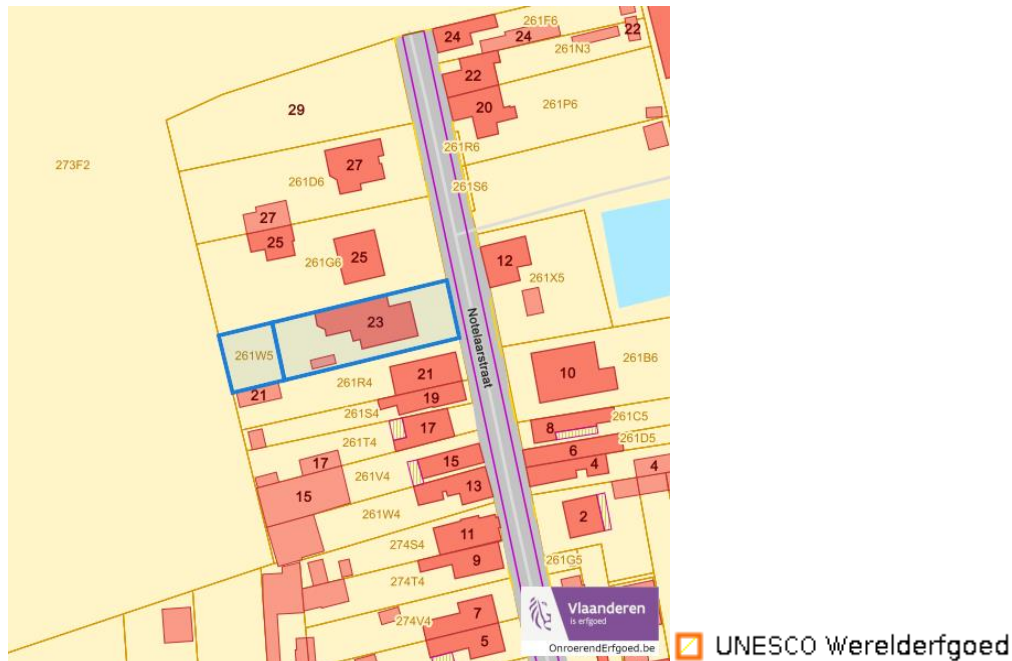 24
261F6
24
22
261N3
22
29
20
261P6
273F2
27
261R6
261D6
261S6
27
25
25
261G6
12
261X5
23
Notelaarstraat
261W5
261B6
21
10
261R4
21
19
261S4
261C5
17
8
261T4
261D5
6
15
4
4
17
261V4
13
15
2
261W4
11
274S4
9
261G5
274T4
7
274V4
5
Vlaanderen
is erfgoed
OnroerendErfgoed.be
UNESCO Werelderfgoed